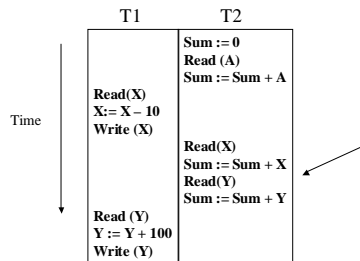 T1
T2
Sum := 0
Read (A)
Sum := Sum + A
Read(X)
X:= X – 10
Write (X)
Time
Read(X)
Sum := Sum + X
Read(Y)
Sum := Sum + Y
Read (Y)
Y := Y + 100
Write (Y)